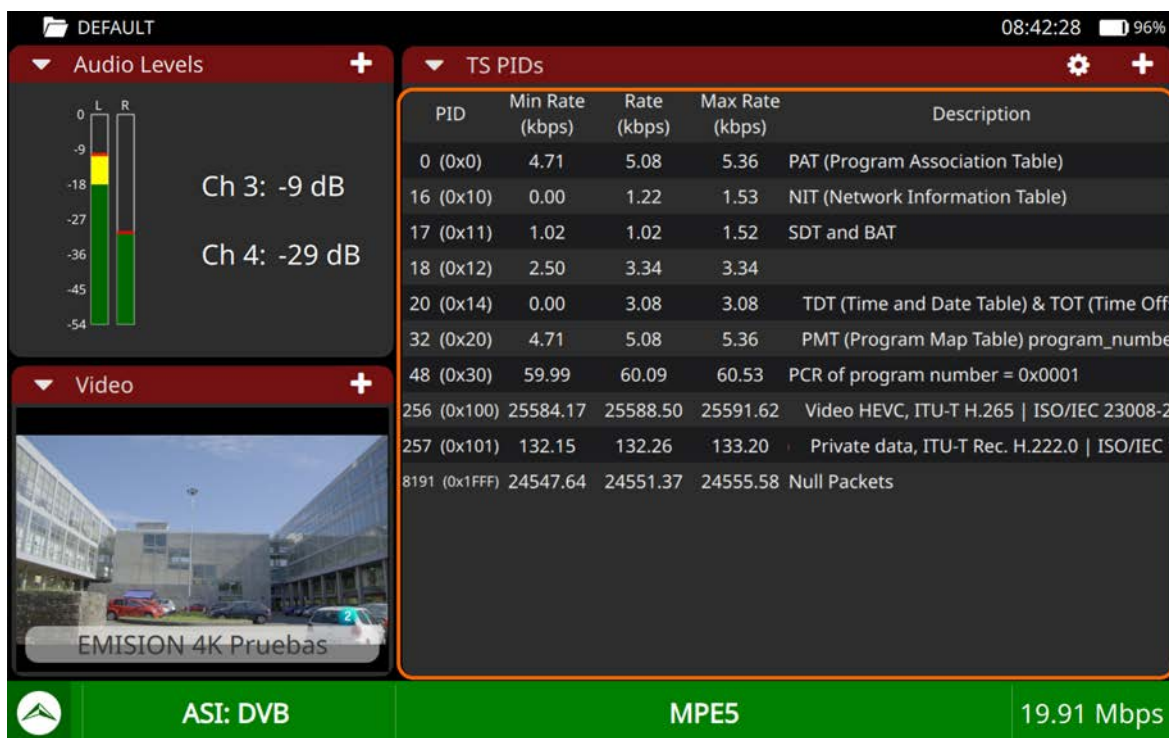 DEFAULT 08:42:28 96%
Audio Levels
L R
0
-9
-18
-27
-36
-45
-54
Ch 3: -9 dB
Ch 4: -29 dB
Video
2
EMISION 4K Pruebas
TS PIDs
PID Min Rate (kbps) Rate (kbps) Max Rate (kbps) Description
0 (0x0) 4.71 5.08 5.36 PAT (Program Association Table)
16 (0x10) 0.00 1.22 1.53 NIT (Network Information Table)
17 (0x11) 1.02 1.02 1.52 SDT and BAT
18 (0x12) 2.50 3.34 3.34
20 (0x14) 0.00 3.08 3.08 TDT (Time and Date Table) & TOT (Time Off
32 (0x20) 4.71 5.08 5.36 PMT (Program Map Table) program_numbe
48 (0x30) 59.99 60.09 60.53 PCR of program number = 0x0001
256 (0x100) 25584.17 25588.50 25591.62 Video HEVC, ITU-T H.265 | ISO/IEC 23008-2
257 (0x101) 132.15 132.26 133.20 Private data, ITU-T Rec. H.222.0 | ISO/IEC
8191 (0x1FFF) 24547.64 24551.37 24555.58 Null Packets
ASI: DVB MPE5 19.91 Mbps